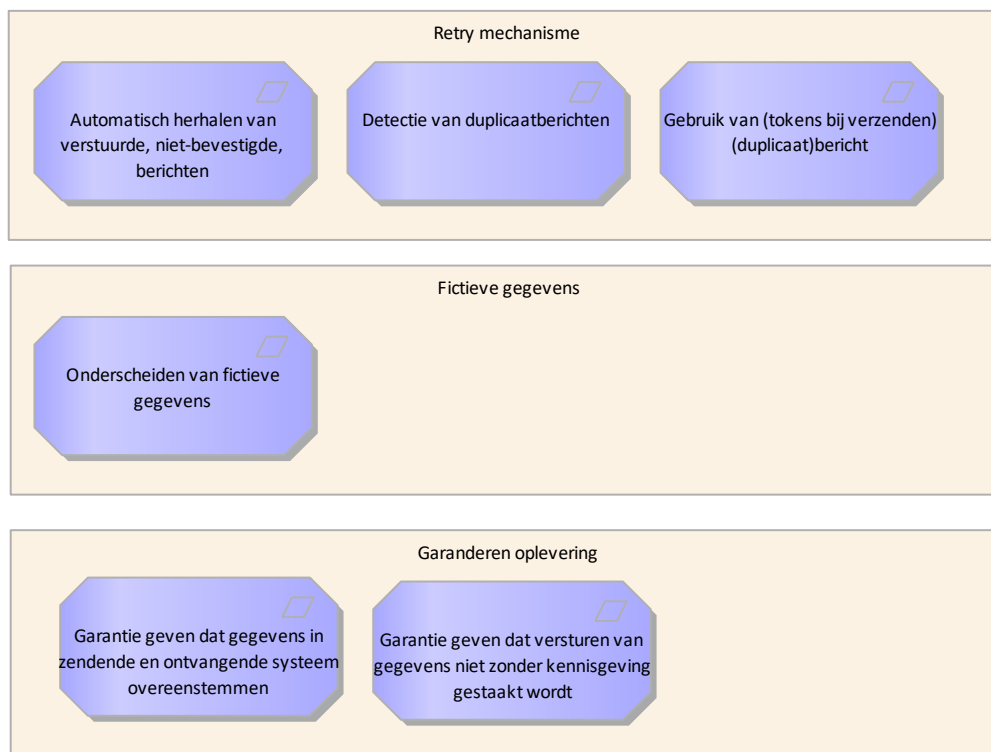 Retry mechanisme
Automatisch herhalen van
verstuurde, niet-bevestigde,
berichten
Detectie van duplicaatberichten
Gebruik van (tokens bij verzenden)
(duplicaat)bericht
Fictieve gegevens
Onderscheiden van fictieve
gegevens
Garanderen oplevering
Garantie geven dat gegevens in
zendende en ontvangende systeem
overeenstemmen
Garantie geven dat versturen van
gegevens niet zonder kennisgeving
gestaakt wordt